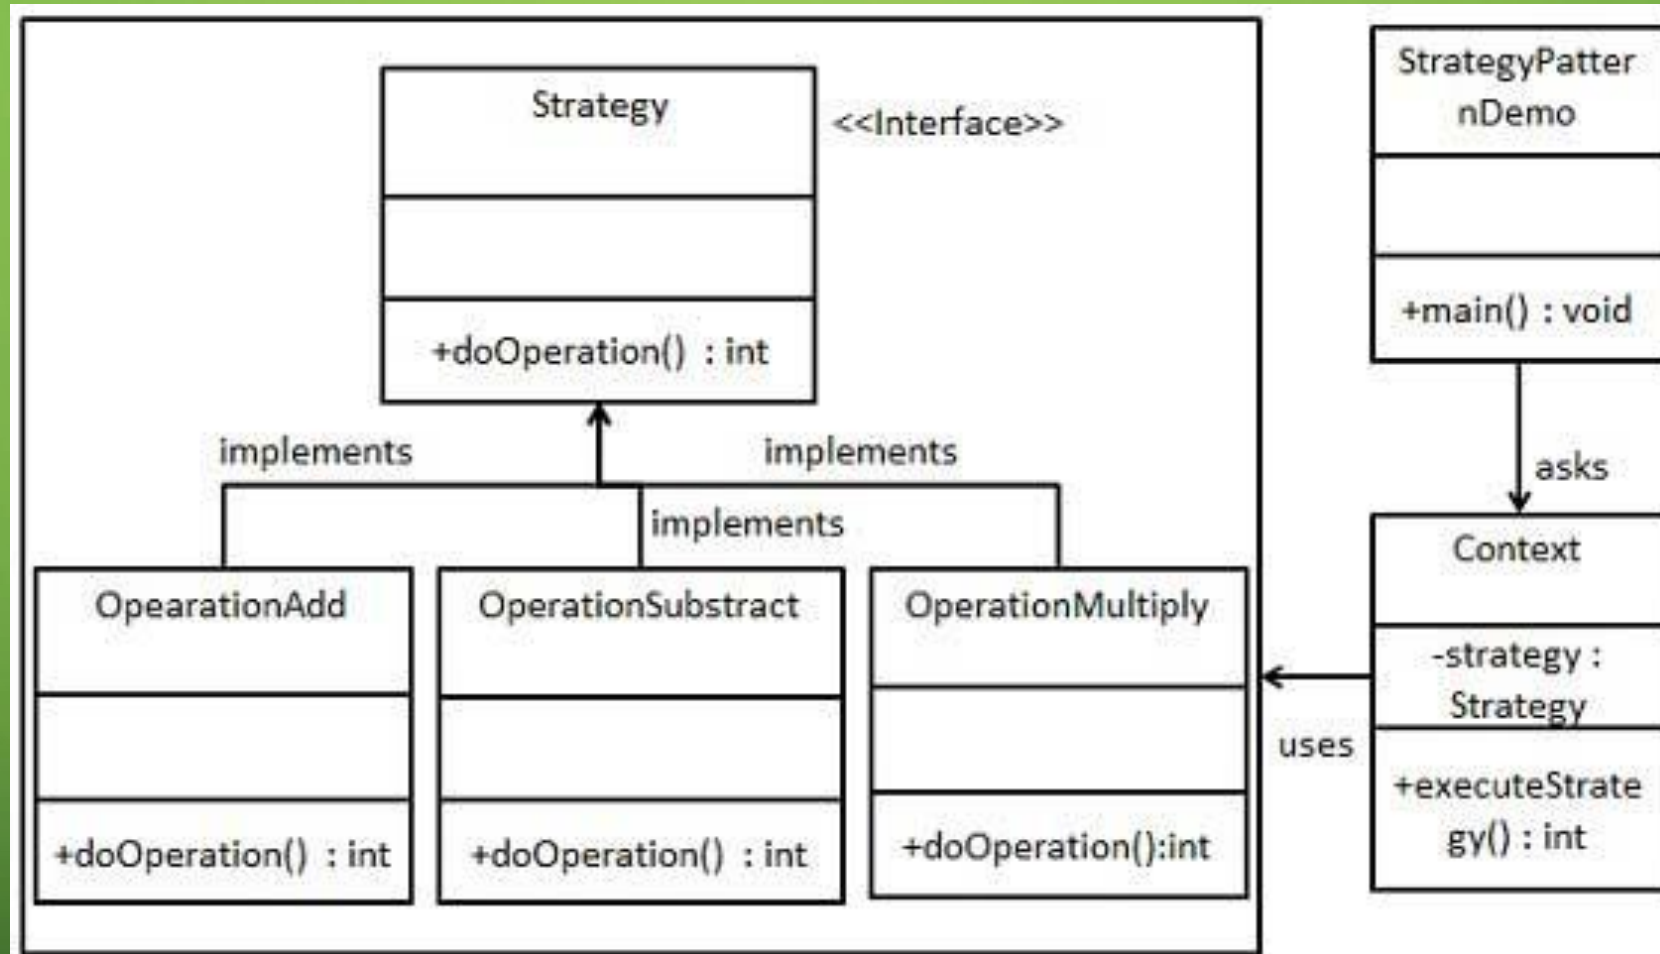 Strategy
<<Interface>>
+doOperation() : int
implements
implements
implements
OpearationAdd
+doOperation() : int
OperationSubstract
+doOperation() : int
OperationMultiply
+doOperation():int
StrategyPatter
nDemo
+main() : void
asks
Context
-strategy :
Strategy
+executeStrate
gy() : int
uses